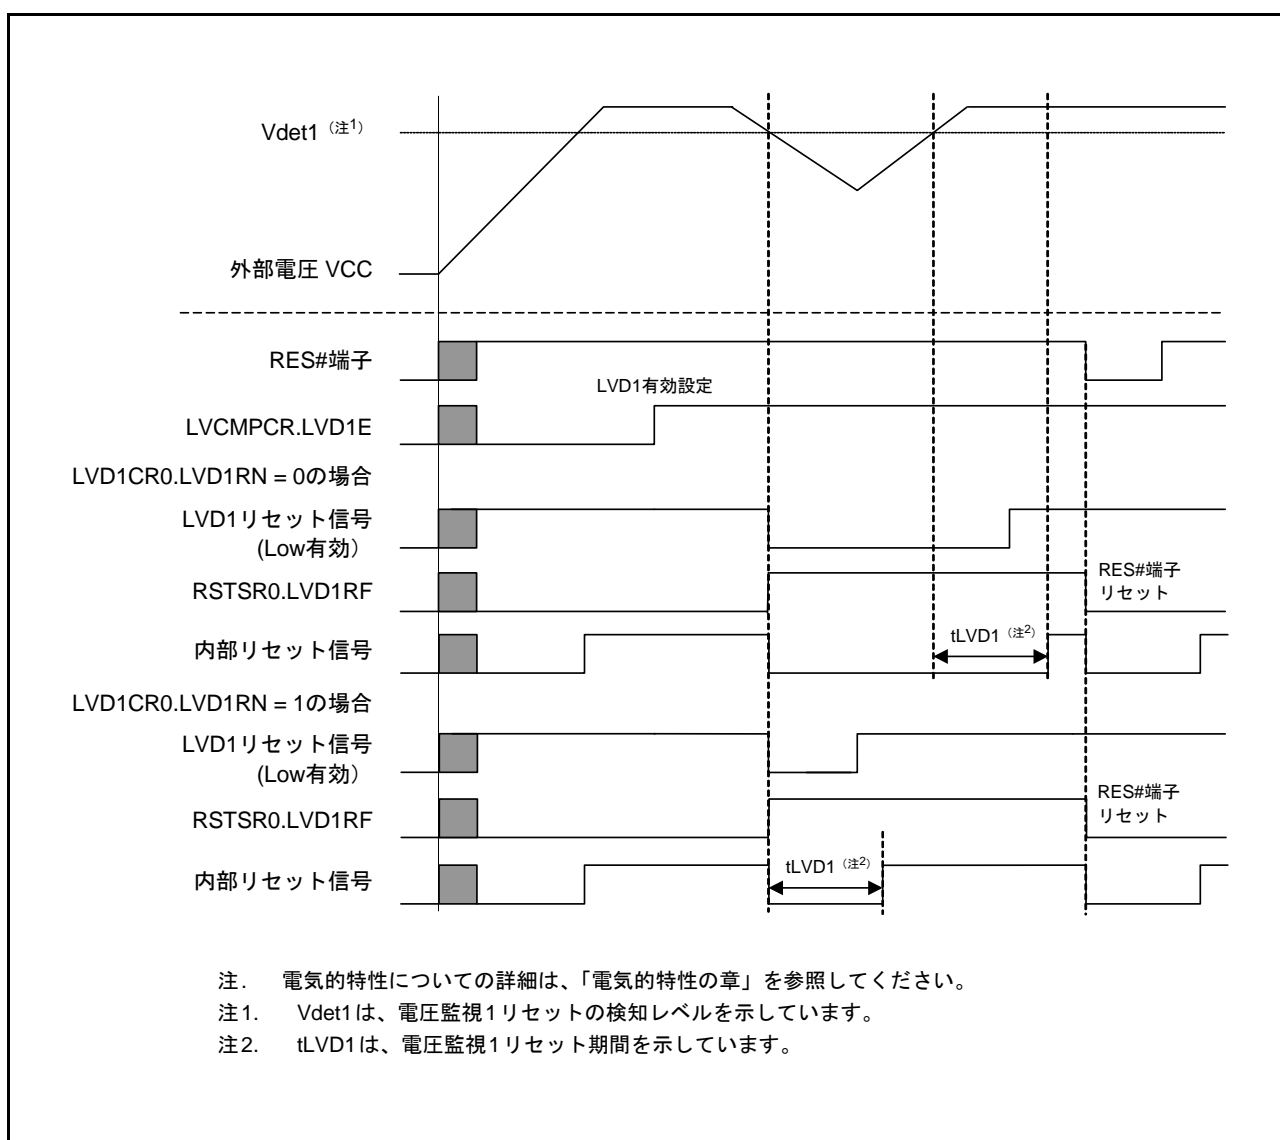 Vdet1（注1）
外部電圧 VCC
RES#端子
LVD1有効設定
LVCMPCR.LVD1E
LVD1CR0.LVD1RN = 0の場合
LVD1リセット信号
(Low有効）
RSTSR0.LVD1RF
RES#端子
リセット
内部リセット信号
tLVD1（注2）
LVD1CR0.LVD1RN = 1の場合
LVD1リセット信号
(Low有効）
RSTSR0.LVD1RF
RES#端子
リセット
内部リセット信号
tLVD1（注2）
注. 電気的特性についての詳細は、「電気的特性の章」を参照してください。
注1. Vdet1は、電圧監視1リセットの検知レベルを示しています。
注2. tLVD1は、電圧監視1リセット期間を示しています。